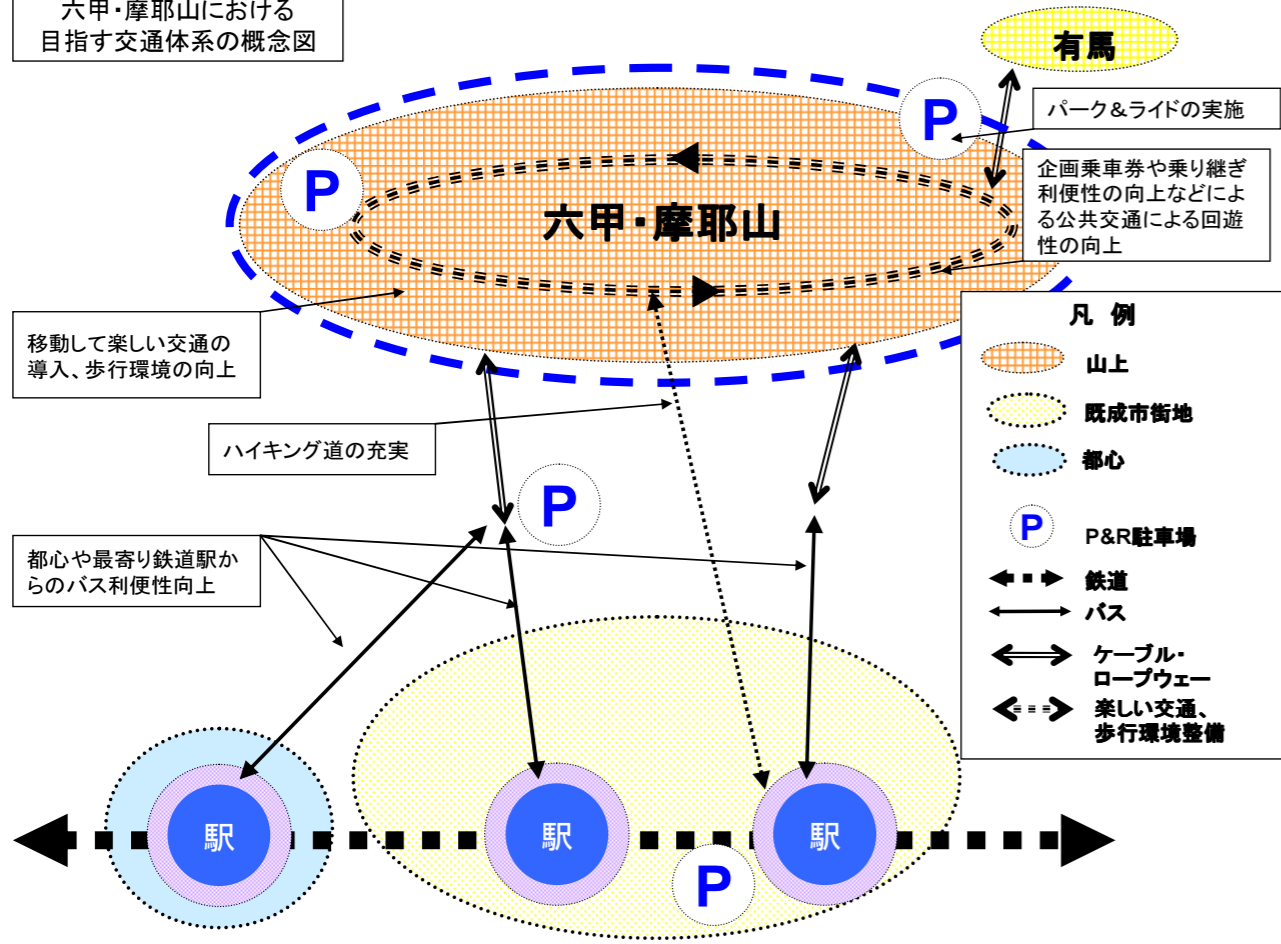 六甲・摩耶山における
目指す交通体系の概念図
有馬
P
パーク＆ライドの実施
P
企画乗車券や乗り継ぎ
利便性の向上などによ
る公共交通による回遊
性の向上
六甲・摩耶山
移動して楽しい交通の
導入、歩行環境の向上
ハイキング道の充実
P
都心や最寄り鉄道駅か
らのバス利便性向上
凡 例
山上
既成市街地
都心
P
P&R駐車場
鉄道
バス
ケーブル・
ロープウェー
楽しい交通、
歩行環境整備
駅
駅
駅
P